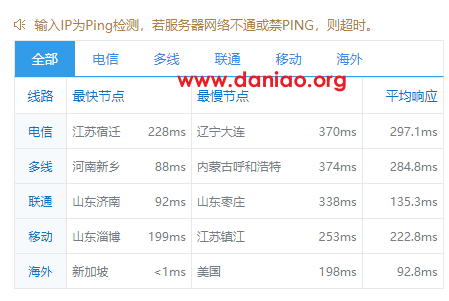 输入IP为Ping检测，若服务器网络不通或禁PING，则超时。
全部 电信 多线 联通 移动 海外
www.daniao.org
线路 最快节点 最慢节点 平均响应
电信 江苏宿迁 228ms 辽宁大连 370ms 297.1ms
多线 河南新乡 88ms 内蒙古呼和浩特 374ms 284.8ms
联通 山东济南 92ms 山东枣庄 338ms 135.3ms
移动 山东淄博 199ms 江苏镇江 253ms 222.8ms
海外 新加坡 <1ms 美国 198ms 92.8ms